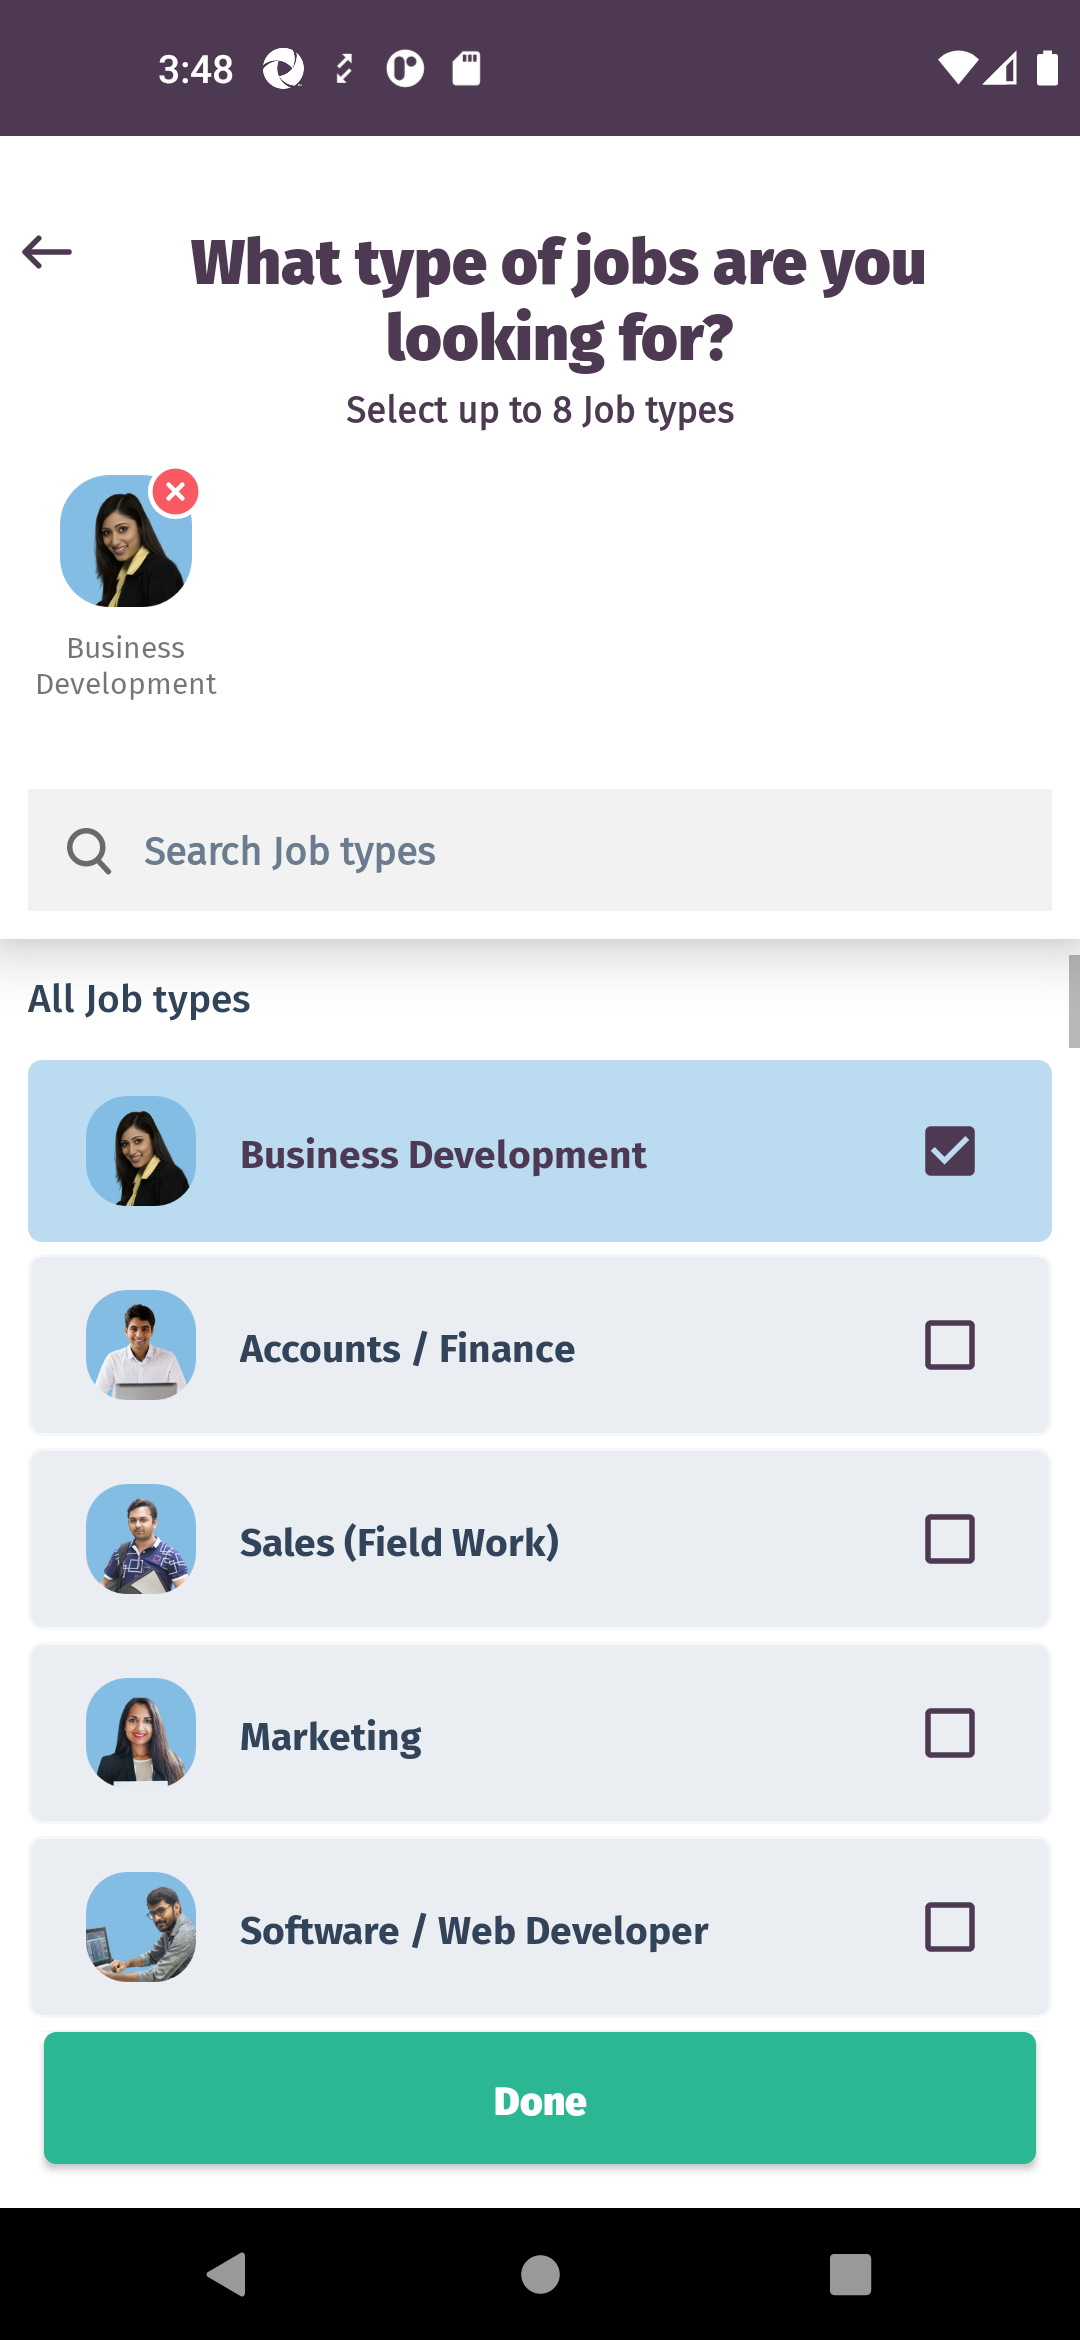 3:48
What type of jobs are you
looking for?
Select up to 8 Job types
Business
Development
Search Job types
All Job types
Business Development
Accounts / Finance
Sales (Field Work)
Marketing
Software / Web Developer
Done